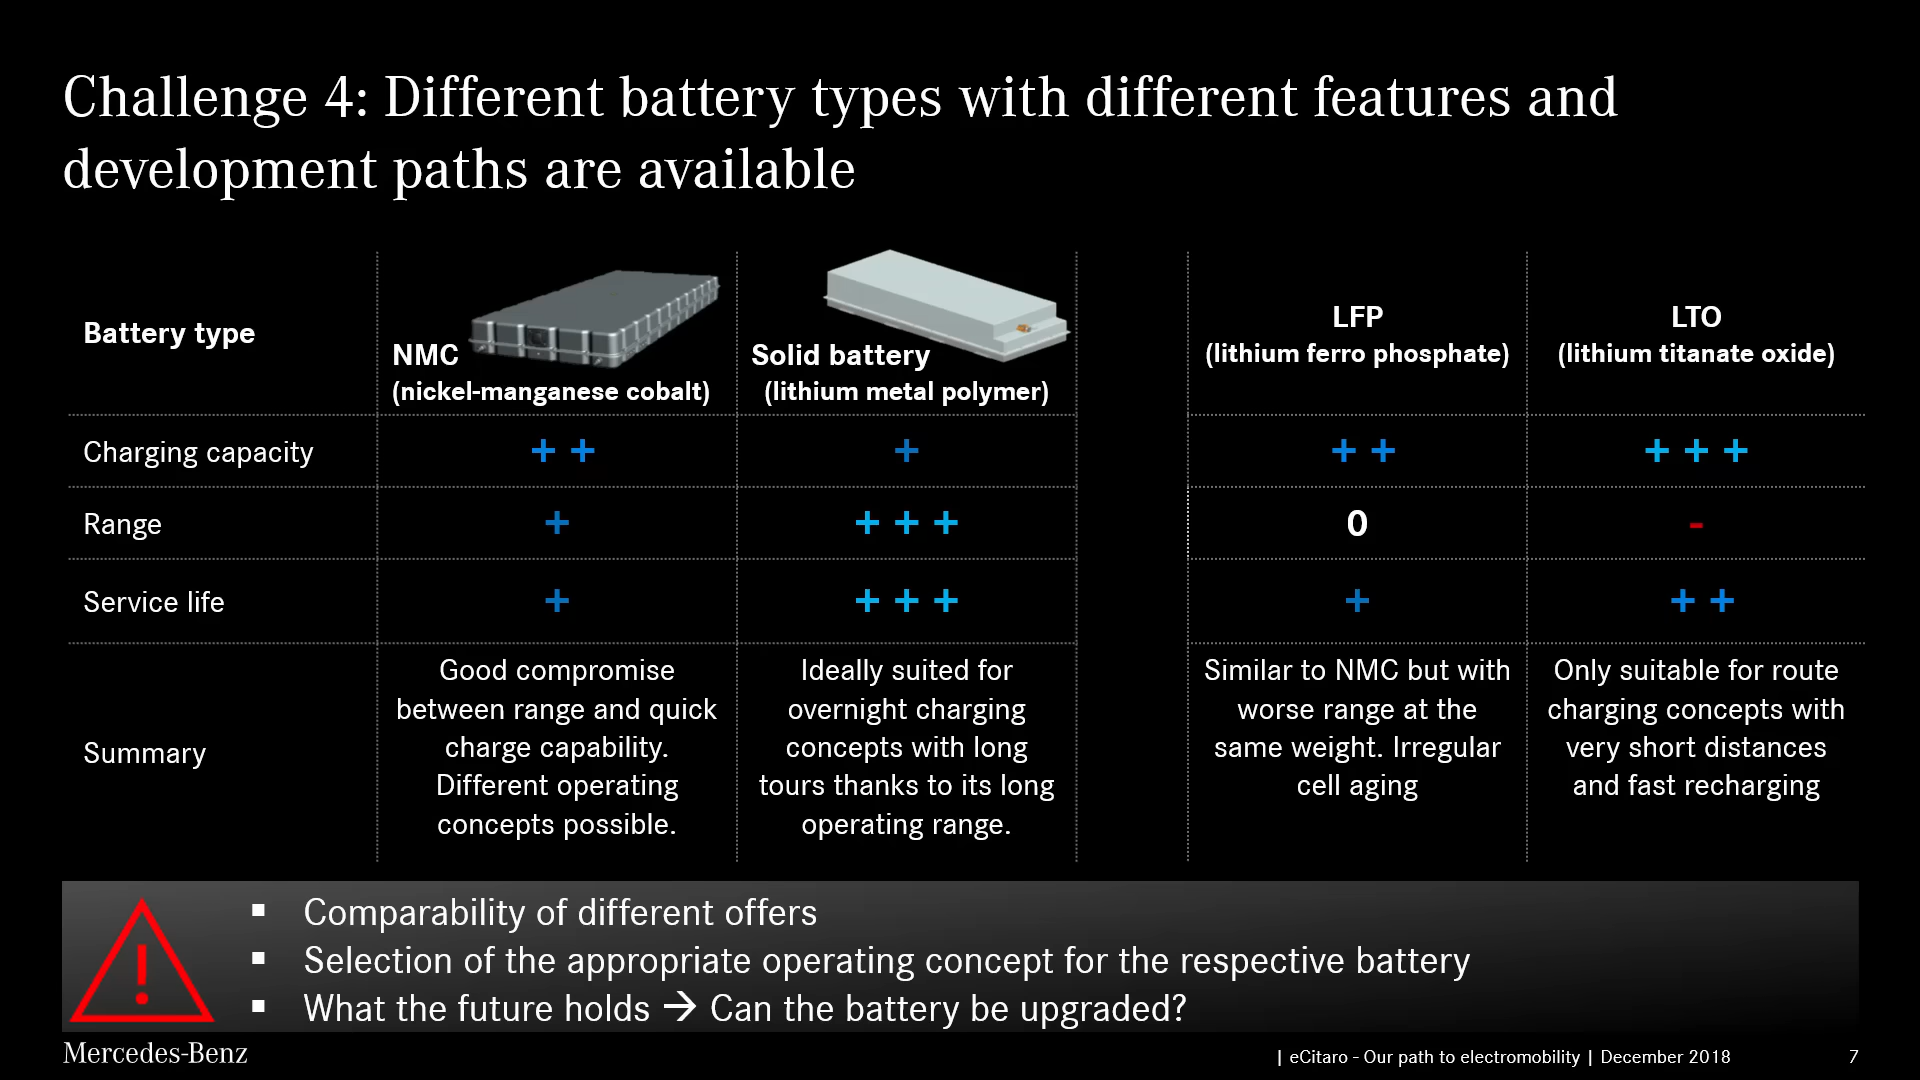 Challenge 4: Different battery types with different features and
development paths are available
Battery type
NMC
(nickel-manganese cobalt)
Solid battery
(lithium metal polymer)
LFP
(lithium ferro phosphate)
LTO
(lithium titanate oxide)
Charging capacity
+ +
+
+ +
+ + +
Range
+
+ + +
0
-
Service life
+
+ + +
+
+ +
Summary
Good compromise
between range and quick
charge capability.
Different operating
concepts possible.
Ideally suited for
overnight charging
concepts with long
tours thanks to its long
operating range.
Similar to NMC but with
worse range at the
same weight. Irregular
cell aging
Only suitable for route
charging concepts with
very short distances
and fast recharging
!
▪ Comparability of different offers
▪ Selection of the appropriate operating concept for the respective battery
▪ What the future holds → Can the battery be upgraded?
Mercedes-Benz
| eCitaro - Our path to electromobility | December 2018
7